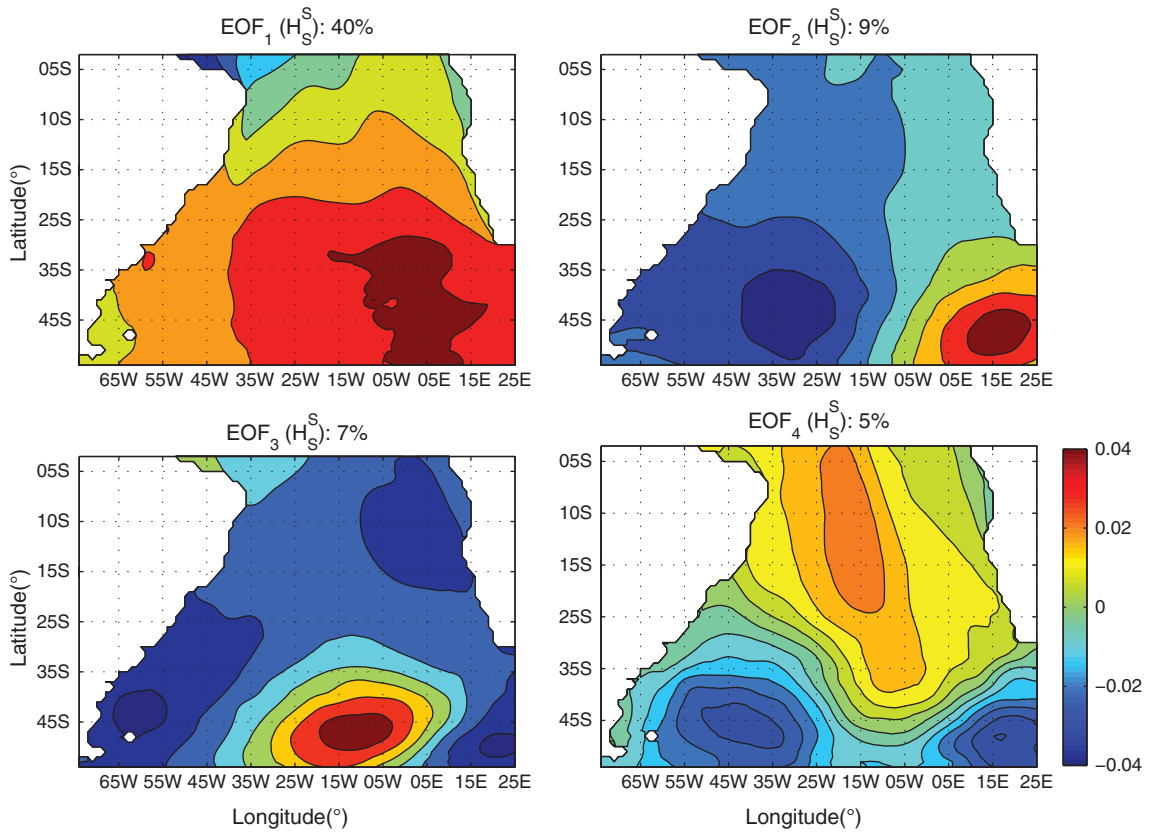 EOF₁ (H_S^S): 40%
05S
10S
15S
25S
35S
45S
Latitude(°)
65W 55W 45W 35W 25W 15W 05W 05E 15E 25E
EOF₂ (H_S^S): 9%
05S
10S
15S
25S
35S
45S
65W 55W 45W 35W 25W 15W 05W 05E 15E 25E
EOF₃ (H_S^S): 7%
05S
10S
15S
25S
35S
45S
Latitude(°)
65W 55W 45W 35W 25W 15W 05W 05E 15E 25E
Longitude(°)
EOF₄ (H_S^S): 5%
05S
10S
15S
25S
35S
45S
65W 55W 45W 35W 25W 15W 05W 05E 15E 25E
Longitude(°)
0.04
0.02
0
−0.02
−0.04